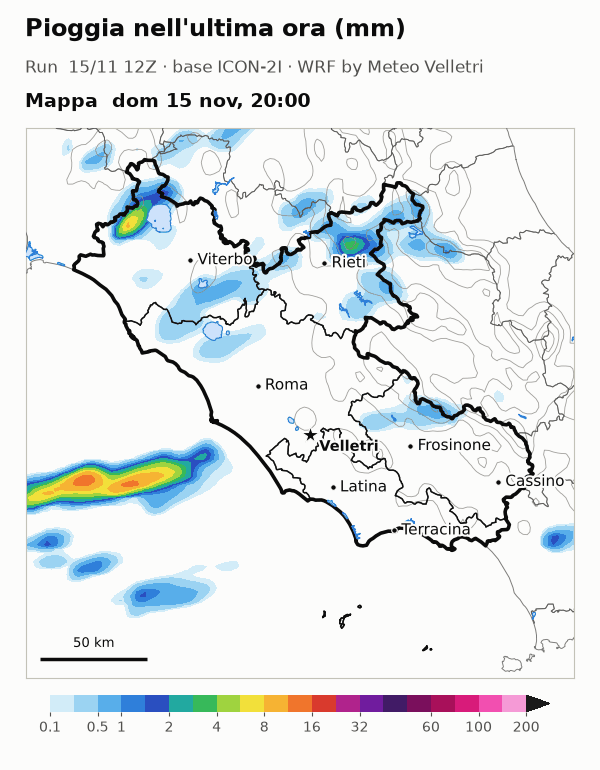 Pioggia nell'ultima ora (mm)
Run  15/11 12Z · base ICON-2I · WRF by Meteo Velletri
Mappa  dom 15 nov, 20:00
Viterbo
Rieti
Roma
Velletri
Frosinone
Cassino
Latina
Terracina
50 km
0.1 0.5 1 2 4 8 16 32 60 100 200